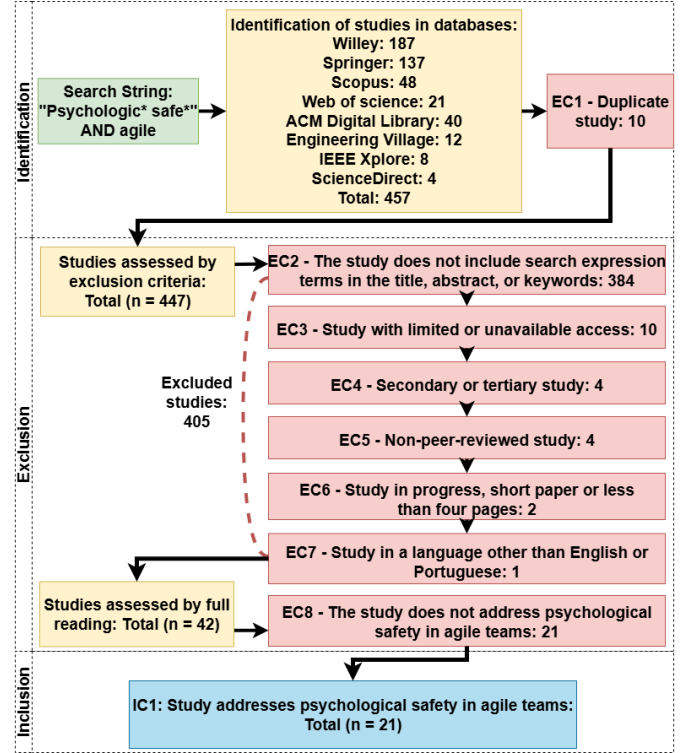 Identification
Search String:
"Psychologic* safe*"
AND agile
Identification of studies in databases:
Willey: 187
Springer: 137
Scopus: 48
Web of science: 21
ACM Digital Library: 40
Engineering Village: 12
IEEE Xplore: 8
ScienceDirect: 4
Total: 457
EC1 - Duplicate
study: 10
Exclusion
Studies assessed by
exclusion criteria:
Total (n = 447)
EC2 - The study does not include search expression
terms in the title, abstract, or keywords: 384
EC3 - Study with limited or unavailable access: 10
Excluded
studies:
405
EC4 - Secondary or tertiary study: 4
EC5 - Non-peer-reviewed study: 4
EC6 - Study in progress, short paper or less
than four pages: 2
EC7 - Study in a language other than English or
Portuguese: 1
Studies assessed by full
reading: Total (n = 42)
EC8 - The study does not address psychological
safety in agile teams: 21
Inclusion
IC1: Study addresses psychological safety in agile teams:
Total (n = 21)